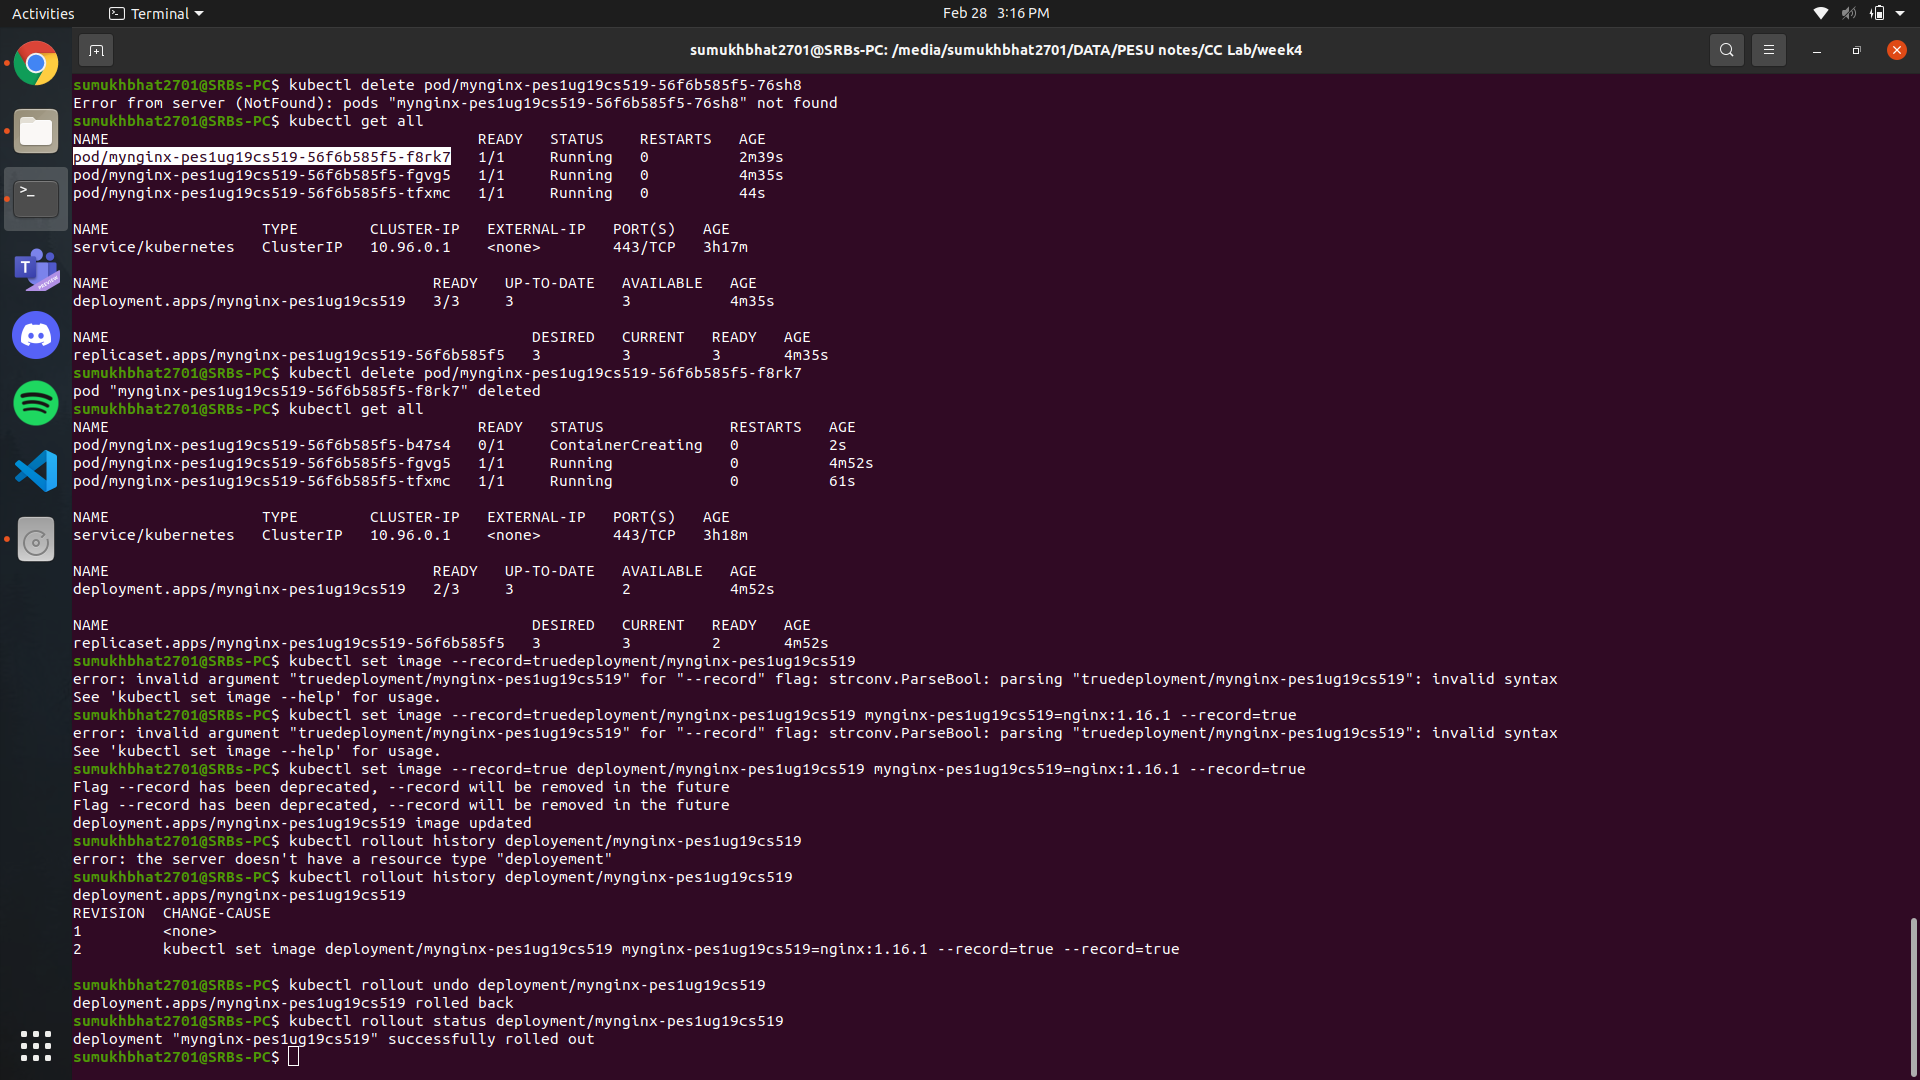 Activities
Terminal
Feb 28 3:16 PM
sumukhbhat2701@SRBs-PC: /media/sumukhbhat2701/DATA/PESU notes/CC Lab/week4
sumukhbhat2701@SRBs-PC$ kubectl delete pod/mynginx-pes1ug19cs519-56f6b585f5-76sh8
Error from server (NotFound): pods "mynginx-pes1ug19cs519-56f6b585f5-76sh8" not found
sumukhbhat2701@SRBs-PC$ kubectl get all
NAME READY STATUS RESTARTS AGE
pod/mynginx-pes1ug19cs519-56f6b585f5-f8rk7 1/1 Running 0 2m39s
pod/mynginx-pes1ug19cs519-56f6b585f5-fgvg5 1/1 Running 0 4m35s
pod/mynginx-pes1ug19cs519-56f6b585f5-tfxmc 1/1 Running 0 44s
NAME TYPE CLUSTER-IP EXTERNAL-IP PORT(S) AGE
service/kubernetes ClusterIP 10.96.0.1 <none> 443/TCP 3h17m
NAME READY UP-TO-DATE AVAILABLE AGE
deployment.apps/mynginx-pes1ug19cs519 3/3 3 3 4m35s
NAME DESIRED CURRENT READY AGE
replicaset.apps/mynginx-pes1ug19cs519-56f6b585f5 3 3 3 4m35s
sumukhbhat2701@SRBs-PC$ kubectl delete pod/mynginx-pes1ug19cs519-56f6b585f5-f8rk7
pod "mynginx-pes1ug19cs519-56f6b585f5-f8rk7" deleted
sumukhbhat2701@SRBs-PC$ kubectl get all
NAME READY STATUS RESTARTS AGE
pod/mynginx-pes1ug19cs519-56f6b585f5-b47s4 0/1 ContainerCreating 0 2s
pod/mynginx-pes1ug19cs519-56f6b585f5-fgvg5 1/1 Running 0 4m52s
pod/mynginx-pes1ug19cs519-56f6b585f5-tfxmc 1/1 Running 0 61s
NAME TYPE CLUSTER-IP EXTERNAL-IP PORT(S) AGE
service/kubernetes ClusterIP 10.96.0.1 <none> 443/TCP 3h18m
NAME READY UP-TO-DATE AVAILABLE AGE
deployment.apps/mynginx-pes1ug19cs519 2/3 3 2 4m52s
NAME DESIRED CURRENT READY AGE
replicaset.apps/mynginx-pes1ug19cs519-56f6b585f5 3 3 2 4m52s
sumukhbhat2701@SRBs-PC$ kubectl set image --record=truedeployment/mynginx-pes1ug19cs519
error: invalid argument "truedeployment/mynginx-pes1ug19cs519" for "--record" flag: strconv.ParseBool: parsing "truedeployment/mynginx-pes1ug19cs519": invalid syntax
See 'kubectl set image --help' for usage.
sumukhbhat2701@SRBs-PC$ kubectl set image --record=truedeployment/mynginx-pes1ug19cs519 mynginx-pes1ug19cs519=nginx:1.16.1 --record=true
error: invalid argument "truedeployment/mynginx-pes1ug19cs519" for "--record" flag: strconv.ParseBool: parsing "truedeployment/mynginx-pes1ug19cs519": invalid syntax
See 'kubectl set image --help' for usage.
sumukhbhat2701@SRBs-PC$ kubectl set image --record=true deployment/mynginx-pes1ug19cs519 mynginx-pes1ug19cs519=nginx:1.16.1 --record=true
Flag --record has been deprecated, --record will be removed in the future
Flag --record has been deprecated, --record will be removed in the future
deployment.apps/mynginx-pes1ug19cs519 image updated
sumukhbhat2701@SRBs-PC$ kubectl rollout history deployement/mynginx-pes1ug19cs519
error: the server doesn't have a resource type "deployement"
sumukhbhat2701@SRBs-PC$ kubectl rollout history deployment/mynginx-pes1ug19cs519
deployment.apps/mynginx-pes1ug19cs519
REVISION CHANGE-CAUSE
1 <none>
2 kubectl set image deployment/mynginx-pes1ug19cs519 mynginx-pes1ug19cs519=nginx:1.16.1 --record=true --record=true
sumukhbhat2701@SRBs-PC$ kubectl rollout undo deployment/mynginx-pes1ug19cs519
deployment.apps/mynginx-pes1ug19cs519 rolled back
sumukhbhat2701@SRBs-PC$ kubectl rollout status deployment/mynginx-pes1ug19cs519
deployment "mynginx-pes1ug19cs519" successfully rolled out
sumukhbhat2701@SRBs-PC$